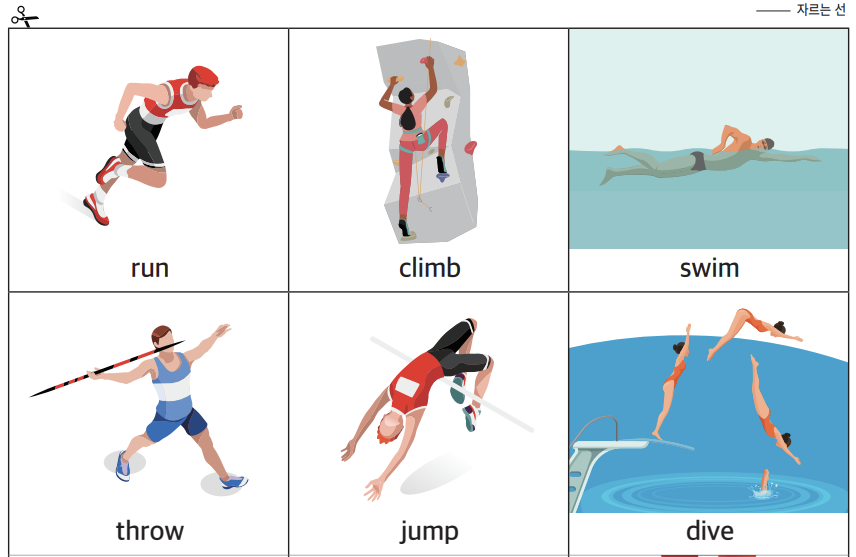 자르는 선
run
climb
swim
throw
jump
dive